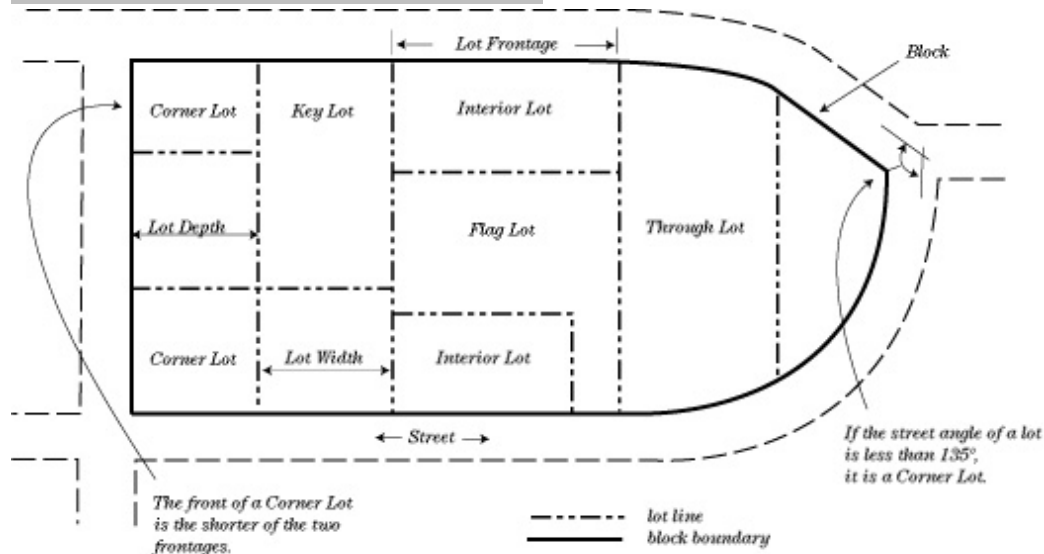 Lot Frontage
Block
Corner Lot
Key Lot
Interior Lot
Lot Depth
Flag Lot
Through Lot
Corner Lot
Lot Width
Interior Lot
Street
If the street angle of a lot
is less than 135°,
it is a Corner Lot.
The front of a Corner Lot
is the shorter of the two
frontages.
lot line
block boundary